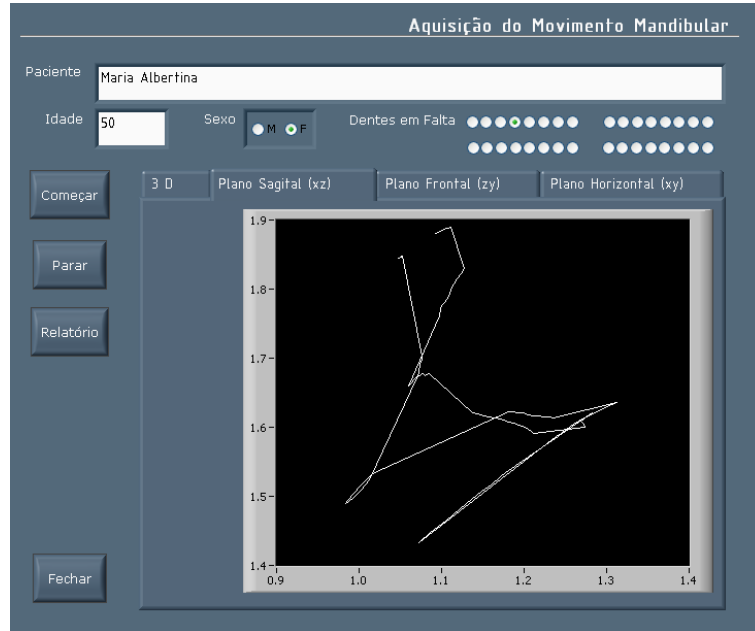 Aquisição do Movimento Mandibular
Paciente
Maria Albertina
Idade
50
Sexo
M
F
Dentes em Falta
Começar
Parar
Relatório
Fechar
3 D
Plano Sagital (xz)
Plano Frontal (zy)
Plano Horizontal (xy)
1.9
1.8
1.7
1.6
1.5
1.4
0.9 1.0 1.1 1.2 1.3 1.4